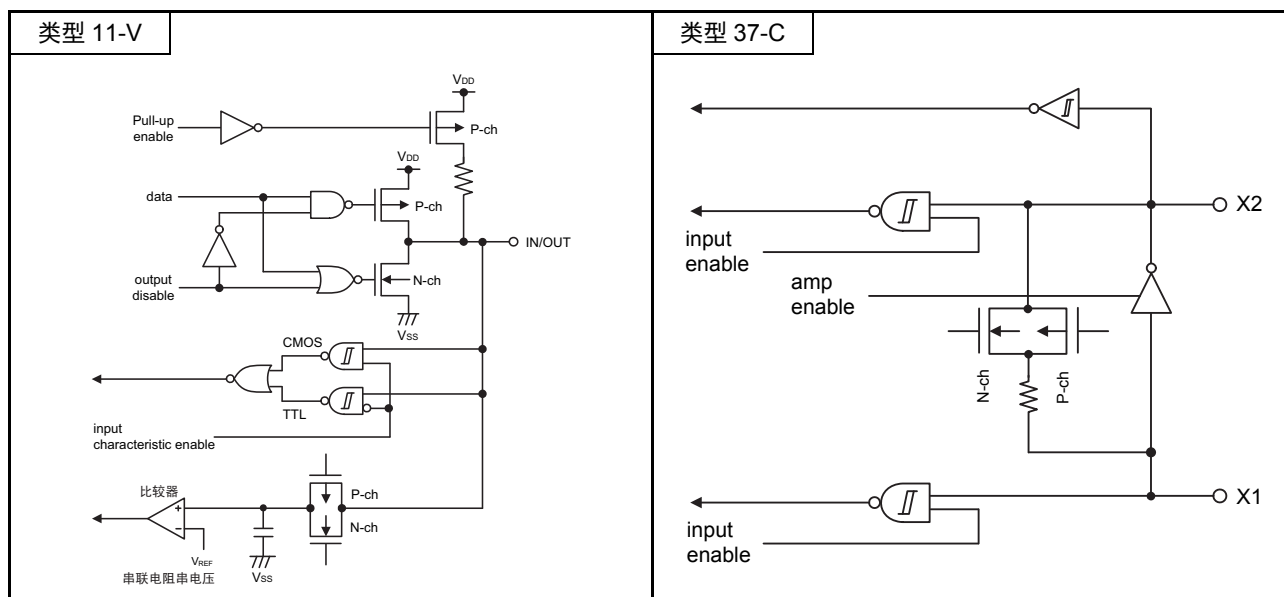 类型 11-V
VDD
Pull-up
enable
P-ch
VDD
data
P-ch
IN/OUT
output
disable
N-ch
VSS
CMOS
TTL
input
characteristic enable
比较器
P-ch
N-ch
+
−
VREF
串联电阻串电压
VSS
类型 37-C
X2
input
enable
amp
enable
N-ch
P-ch
X1
input
enable